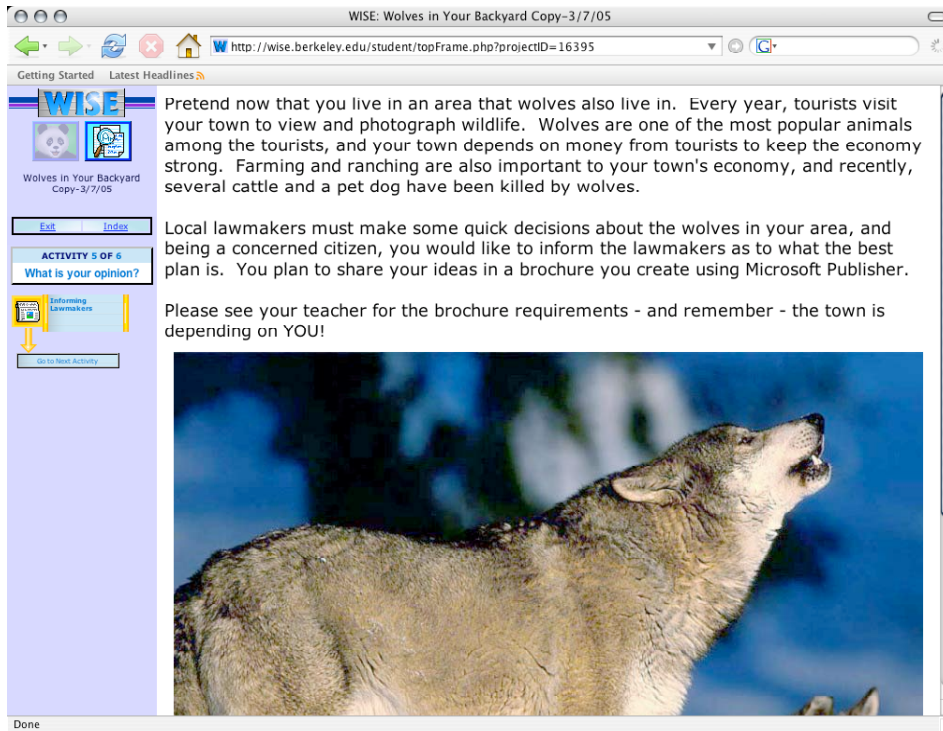 WISE: Wolves in Your Backyard Copy-3/7/05
http://wise.berkeley.edu/student/topFrame.php?projectID=16395
G
Getting Started Latest Headlines
WISE
Wolves in Your Backyard
Copy-3/7/05
Exit Index
ACTIVITY 5 OF 6
What is your opinion?
Informing
Lawmakers
Go to Next Activity
Pretend now that you live in an area that wolves also live in. Every year, tourists visit
your town to view and photograph wildlife. Wolves are one of the most popular animals
among the tourists, and your town depends on money from tourists to keep the economy
strong. Farming and ranching are also important to your town's economy, and recently,
several cattle and a pet dog have been killed by wolves.
Local lawmakers must make some quick decisions about the wolves in your area, and
being a concerned citizen, you would like to inform the lawmakers as to what the best
plan is. You plan to share your ideas in a brochure you create using Microsoft Publisher.
Please see your teacher for the brochure requirements - and remember - the town is
depending on YOU!
Done